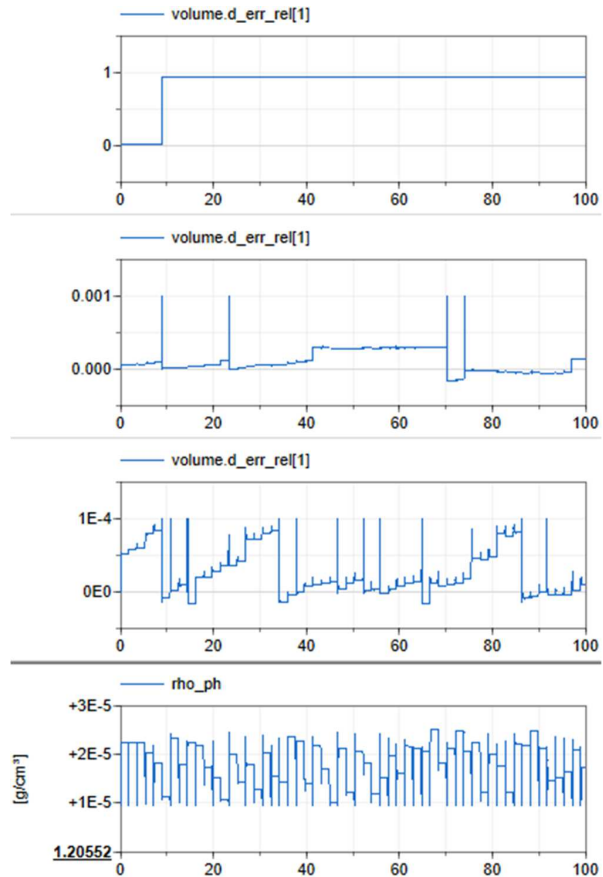 volume.d_err_rel[1]
1
0
0 20 40 60 80 100
volume.d_err_rel[1]
0.001
0.000
0 20 40 60 80 100
volume.d_err_rel[1]
1E-4
0E0
0 20 40 60 80 100
rho_ph
+3E-5
+2E-5
[g/cm³]
+1E-5
1.20552
0 20 40 60 80 100